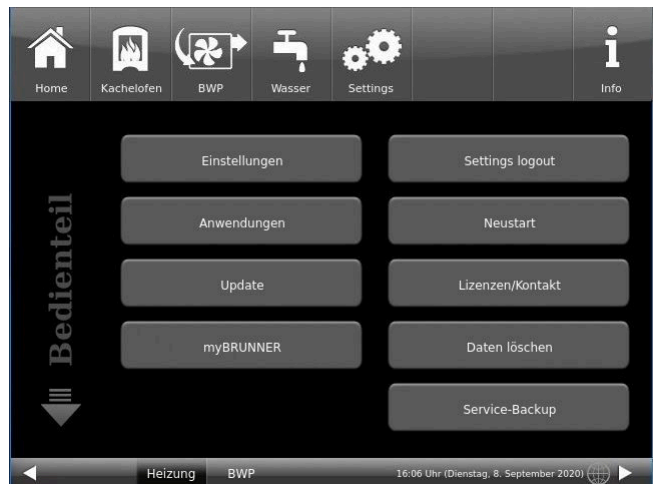 Home Kachelofen BWP Wasser Settings Info
Bedienteil
Einstellungen Settings logout
Anwendungen Neustart
Update Lizenzen/Kontakt
myBRUNNER Daten löschen
Service-Backup
Heizung BWP 16:06 Uhr (Dienstag, 8. September 2020)